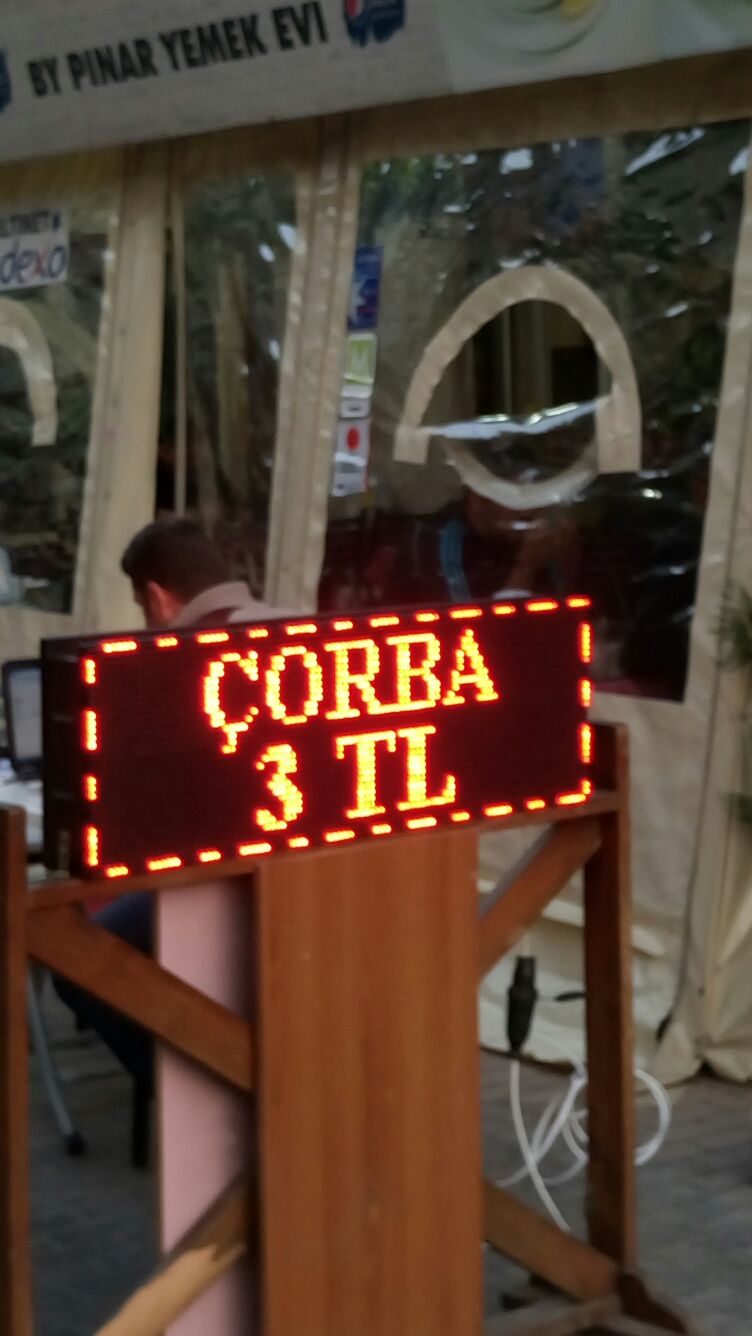 BY PINAR YEMEK EVİ
ÇORBA
3 TL